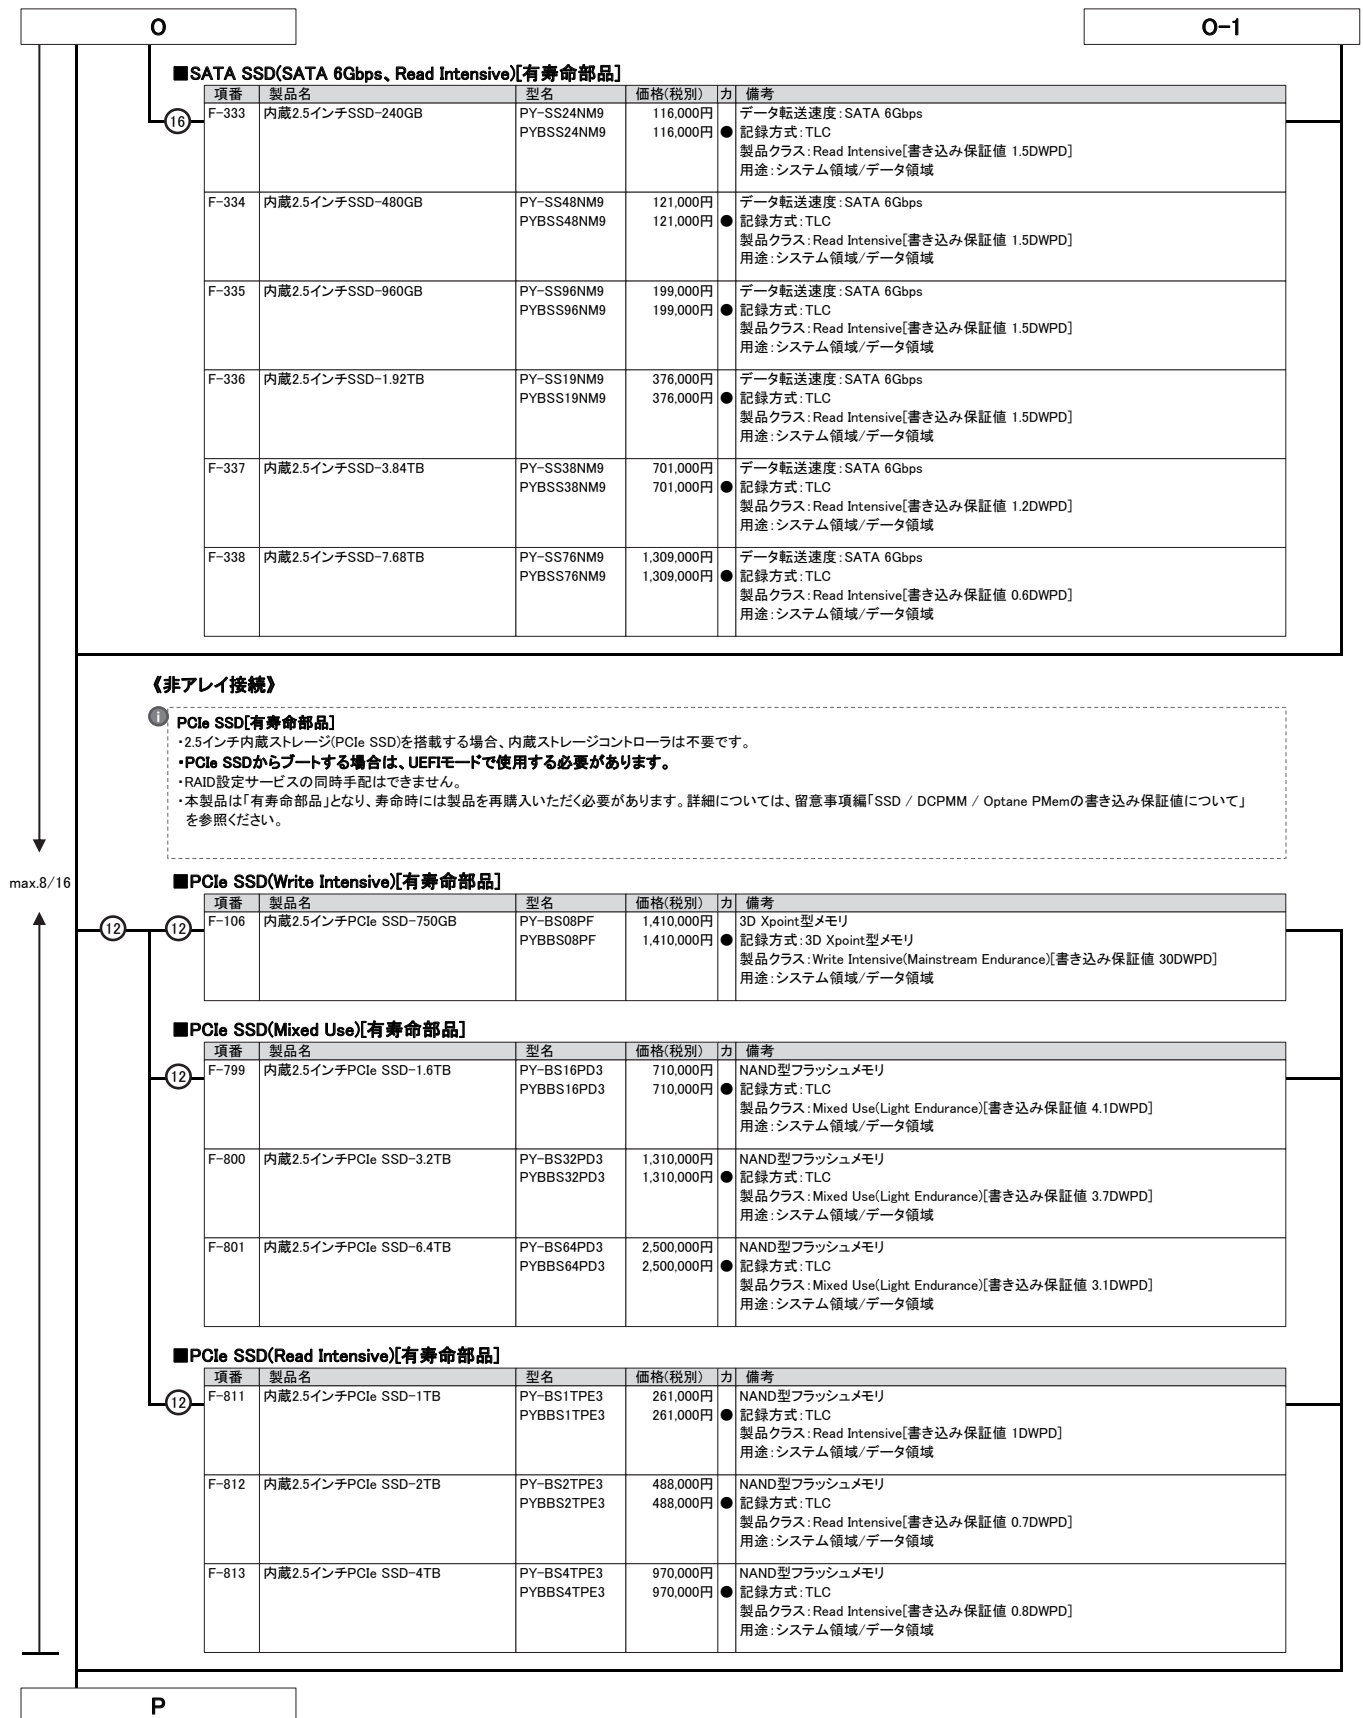 O
O-1
■SATA SSD(SATA 6Gbps、Read Intensive)[有寿命部品]
項番 製品名 型名 価格(税別) カ 備考
16
F-333 内蔵2.5インチSSD-240GB PY-SS24NM9 116,000円 データ転送速度：SATA 6Gbps
PYBSS24NM9 116,000円 ● 記録方式：TLC
製品クラス：Read Intensive[書き込み保証値 1.5DWPD]
用途：システム領域/データ領域
F-334 内蔵2.5インチSSD-480GB PY-SS48NM9 121,000円 データ転送速度：SATA 6Gbps
PYBSS48NM9 121,000円 ● 記録方式：TLC
製品クラス：Read Intensive[書き込み保証値 1.5DWPD]
用途：システム領域/データ領域
F-335 内蔵2.5インチSSD-960GB PY-SS96NM9 199,000円 データ転送速度：SATA 6Gbps
PYBSS96NM9 199,000円 ● 記録方式：TLC
製品クラス：Read Intensive[書き込み保証値 1.5DWPD]
用途：システム領域/データ領域
F-336 内蔵2.5インチSSD-1.92TB PY-SS19NM9 376,000円 データ転送速度：SATA 6Gbps
PYBSS19NM9 376,000円 ● 記録方式：TLC
製品クラス：Read Intensive[書き込み保証値 1.5DWPD]
用途：システム領域/データ領域
F-337 内蔵2.5インチSSD-3.84TB PY-SS38NM9 701,000円 データ転送速度：SATA 6Gbps
PYBSS38NM9 701,000円 ● 記録方式：TLC
製品クラス：Read Intensive[書き込み保証値 1.2DWPD]
用途：システム領域/データ領域
F-338 内蔵2.5インチSSD-7.68TB PY-SS76NM9 1,309,000円 データ転送速度：SATA 6Gbps
PYBSS76NM9 1,309,000円 ● 記録方式：TLC
製品クラス：Read Intensive[書き込み保証値 0.6DWPD]
用途：システム領域/データ領域
《非アレイ接続》
i
PCIe SSD[有寿命部品]
・2.5インチ内蔵ストレージ(PCIe SSD)を搭載する場合、内蔵ストレージコントローラは不要です。
・PCIe SSDからブートする場合は、UEFIモードで使用する必要があります。
・RAID設定サービスの同時手配はできません。
・本製品は「有寿命部品」となり、寿命時には製品を再購入いただく必要があります。詳細については、留意事項編「SSD / DCPMM / Optane PMemの書き込み保証値について」
を参照ください。
max.8/16
■PCIe SSD(Write Intensive)[有寿命部品]
項番 製品名 型名 価格(税別) カ 備考
12 12
F-106 内蔵2.5インチPCIe SSD-750GB PY-BS08PF 1,410,000円 3D Xpoint型メモリ
PYBBS08PF 1,410,000円 ● 記録方式：3D Xpoint型メモリ
製品クラス：Write Intensive(Mainstream Endurance)[書き込み保証値 30DWPD]
用途：システム領域/データ領域
■PCIe SSD(Mixed Use)[有寿命部品]
項番 製品名 型名 価格(税別) カ 備考
12
F-799 内蔵2.5インチPCIe SSD-1.6TB PY-BS16PD3 710,000円 NAND型フラッシュメモリ
PYBBS16PD3 710,000円 ● 記録方式：TLC
製品クラス：Mixed Use(Light Endurance)[書き込み保証値 4.1DWPD]
用途：システム領域/データ領域
F-800 内蔵2.5インチPCIe SSD-3.2TB PY-BS32PD3 1,310,000円 NAND型フラッシュメモリ
PYBBS32PD3 1,310,000円 ● 記録方式：TLC
製品クラス：Mixed Use(Light Endurance)[書き込み保証値 3.7DWPD]
用途：システム領域/データ領域
F-801 内蔵2.5インチPCIe SSD-6.4TB PY-BS64PD3 2,500,000円 NAND型フラッシュメモリ
PYBBS64PD3 2,500,000円 ● 記録方式：TLC
製品クラス：Mixed Use(Light Endurance)[書き込み保証値 3.1DWPD]
用途：システム領域/データ領域
■PCIe SSD(Read Intensive)[有寿命部品]
項番 製品名 型名 価格(税別) カ 備考
12
F-811 内蔵2.5インチPCIe SSD-1TB PY-BS1TPE3 261,000円 NAND型フラッシュメモリ
PYBBS1TPE3 261,000円 ● 記録方式：TLC
製品クラス：Read Intensive[書き込み保証値 1DWPD]
用途：システム領域/データ領域
F-812 内蔵2.5インチPCIe SSD-2TB PY-BS2TPE3 488,000円 NAND型フラッシュメモリ
PYBBS2TPE3 488,000円 ● 記録方式：TLC
製品クラス：Read Intensive[書き込み保証値 0.7DWPD]
用途：システム領域/データ領域
F-813 内蔵2.5インチPCIe SSD-4TB PY-BS4TPE3 970,000円 NAND型フラッシュメモリ
PYBBS4TPE3 970,000円 ● 記録方式：TLC
製品クラス：Read Intensive[書き込み保証値 0.8DWPD]
用途：システム領域/データ領域
P